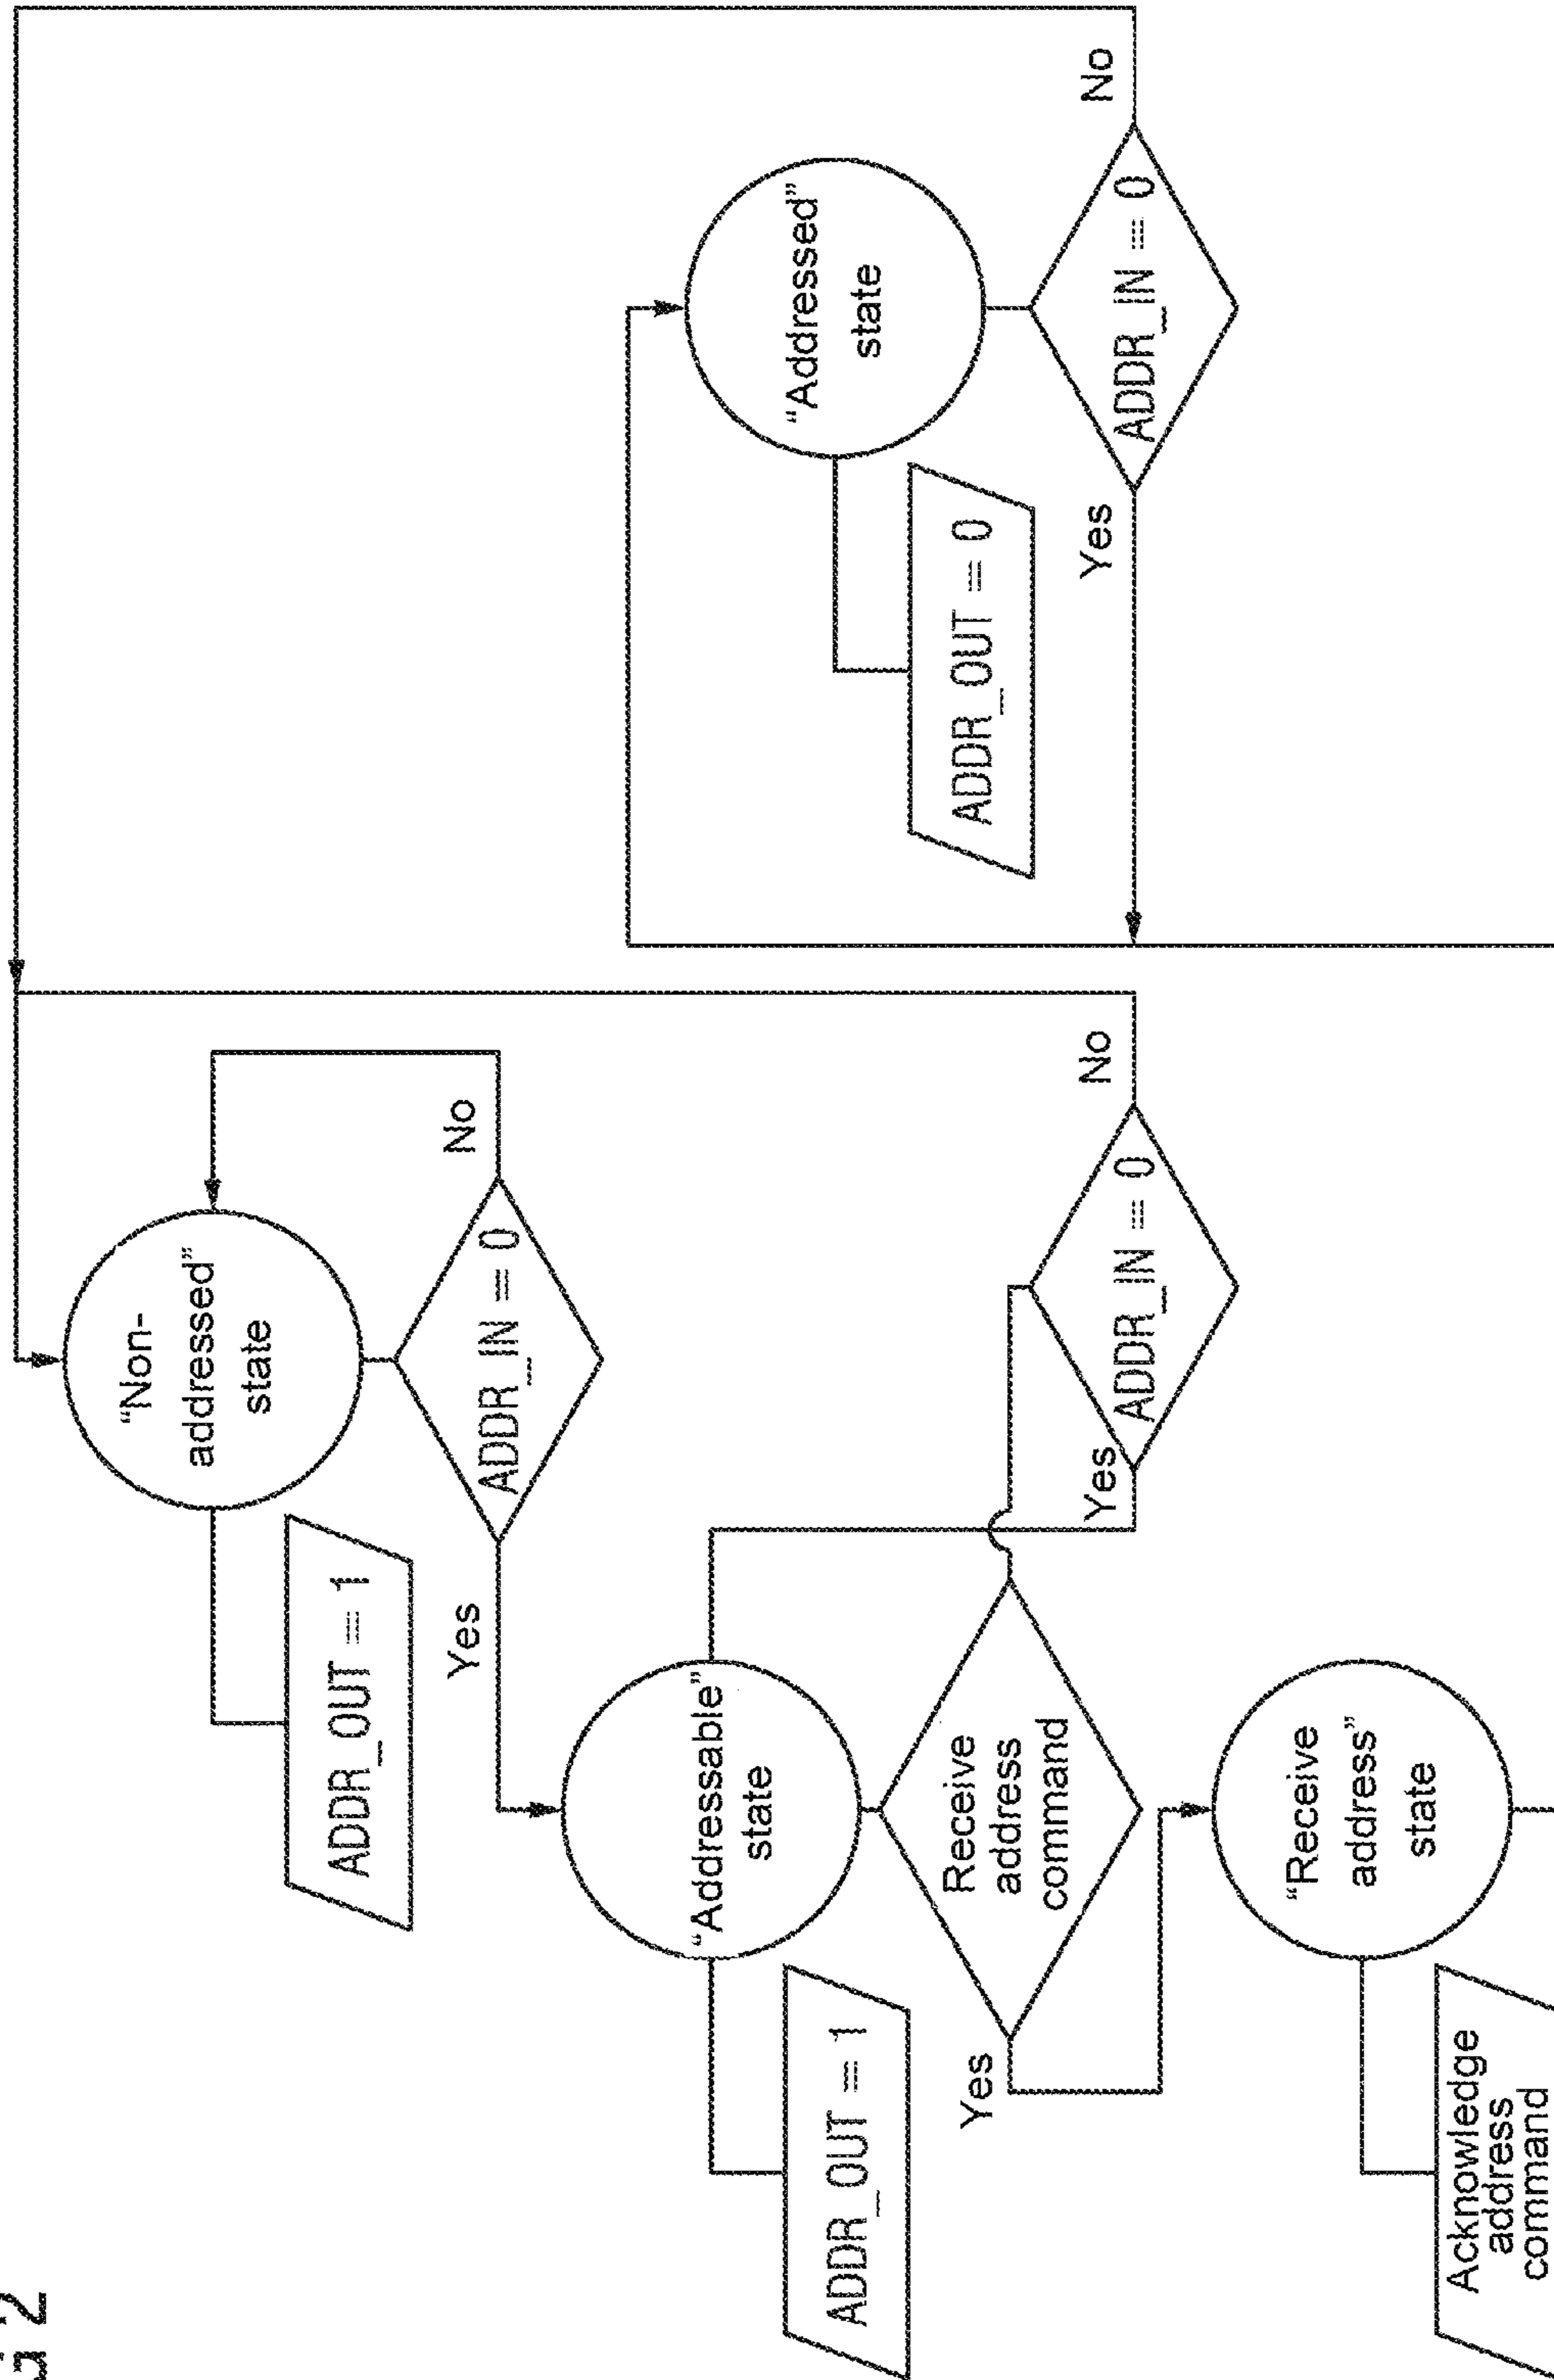 "Non-
addressed"
state
ADDR_OUT = 1
ADDR_IN = 0
Yes
No
"Addressable"
state
ADDR_OUT = 1
Receive
address
command
Yes
ADDR_IN = 0
Yes
No
"Receive
address"
state
Acknowledge
address
command
"Addressed"
state
ADDR_OUT = 0
ADDR_IN = 0
Yes
No
2